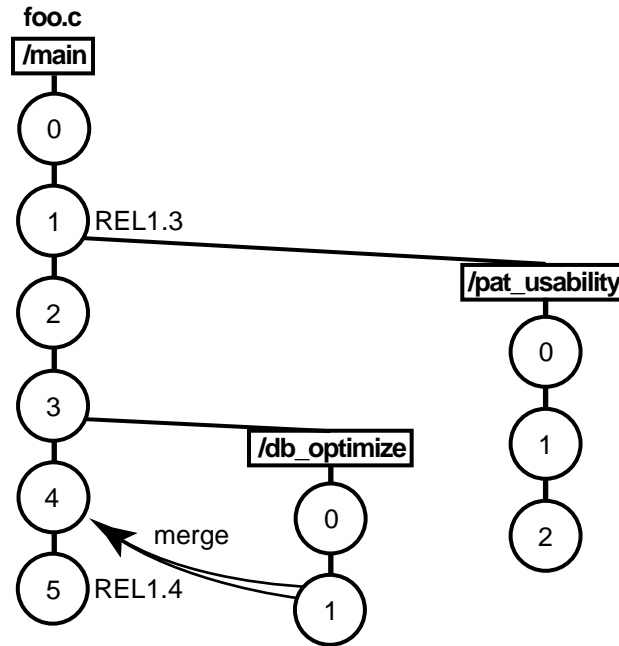 foo.c
/main
0
1 REL1.3
/pat_usability
2
0
3
1
/db_optimize
4
0
2
merge
5 REL1.4
1